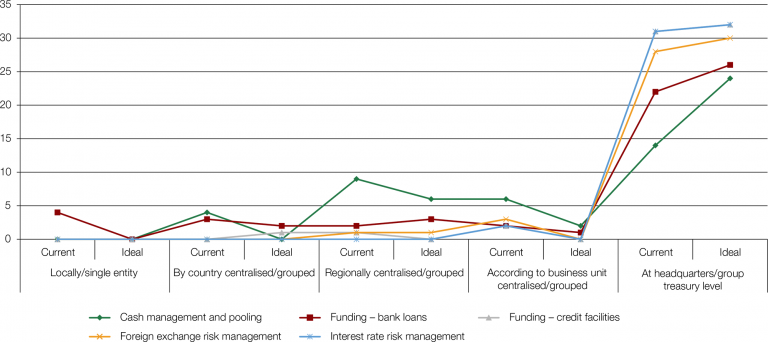 35
30
25
20
15
10
5
0
Current Ideal Current Ideal Current Ideal Current Ideal Current Ideal
Locally/single entity By country centralised/grouped Regionally centralised/grouped According to business unit At headquarters/group
centralised/grouped treasury level
Cash management and pooling Funding – bank loans Funding – credit facilities
Foreign exchange risk management Interest rate risk management